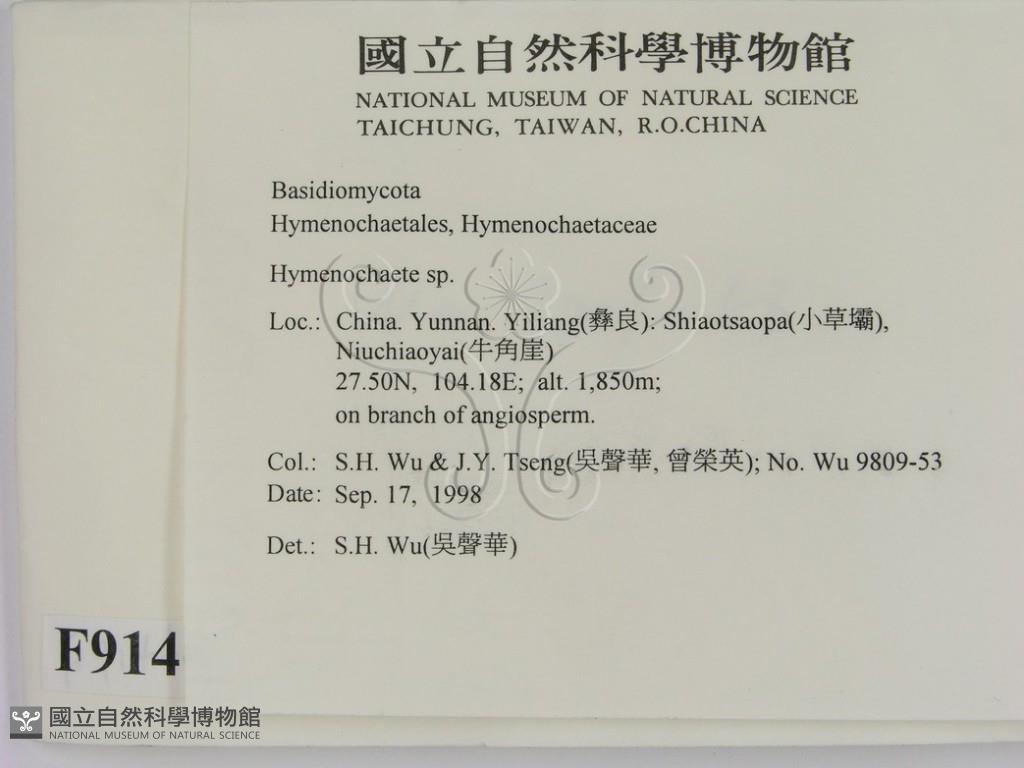 國立自然科學博物館
NATIONAL MUSEUM OF NATURAL SCIENCE
TAICHUNG, TAIWAN, R.O.CHINA
Basidiomycota
Hymenochaetales, Hymenochaetaceae
Hymenochaete sp.
Loc.: China. Yunnan. Yiliang(彝良): Shiaotsaopa(小草壩),
Niuchiaoyai(牛角崖)
27.50N, 104.18E; alt. 1,850m;
on branch of angiosperm.
Col.: S.H. Wu & J.Y. Tseng(吳聲華, 曾榮英); No. Wu 9809-53
Date: Sep. 17, 1998
Det.: S.H. Wu(吳聲華)
F914
國立自然科學博物館
NATIONAL MUSEUM OF NATURAL SCIENCE